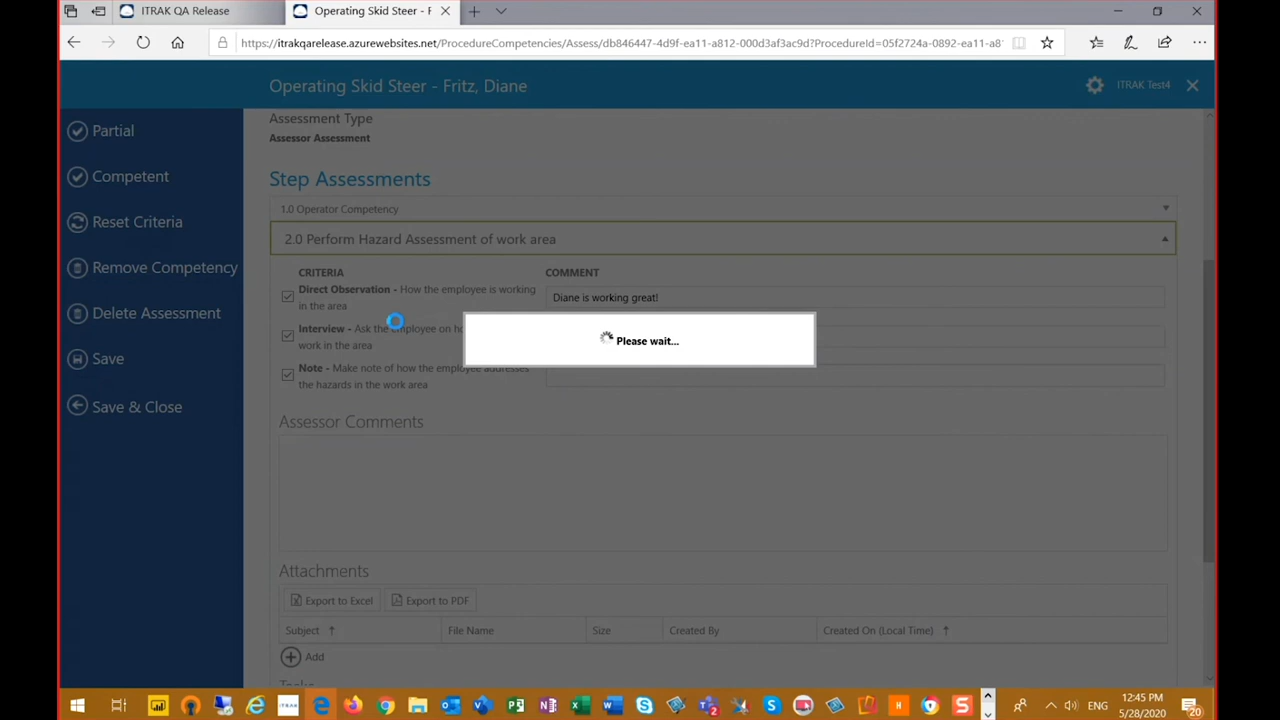 ITRAK QA Release
Operating Skid Steer - F
https://itrakqarelease.azurewebsites.net/ProcedureCompetencies/Assess/db846447-4d9f-ea11-a812-000d3af3ac9d?ProcedureId=05f2724a-0892-ea11-a8
Operating Skid Steer - Fritz, Diane
ITRAK Test4
Partial
Competent
Reset Criteria
Remove Competency
Delete Assessment
Save
Save & Close
Assessment Type
Assessor Assessment
Step Assessments
1.0 Operator Competency
2.0 Perform Hazard Assessment of work area
CRITERIA COMMENT
Direct Observation - How the employee is working
in the area
Diane is working great!
Interview - Ask the employee on
work in the area
Please wait...
Note - Make note of how the employee addresses
the hazards in the work area
Assessor Comments
Attachments
Export to Excel Export to PDF
Subject File Name Size Created By Created On (Local Time)
Add
ITRAK
ENG
12:45 PM
5/28/2020
20